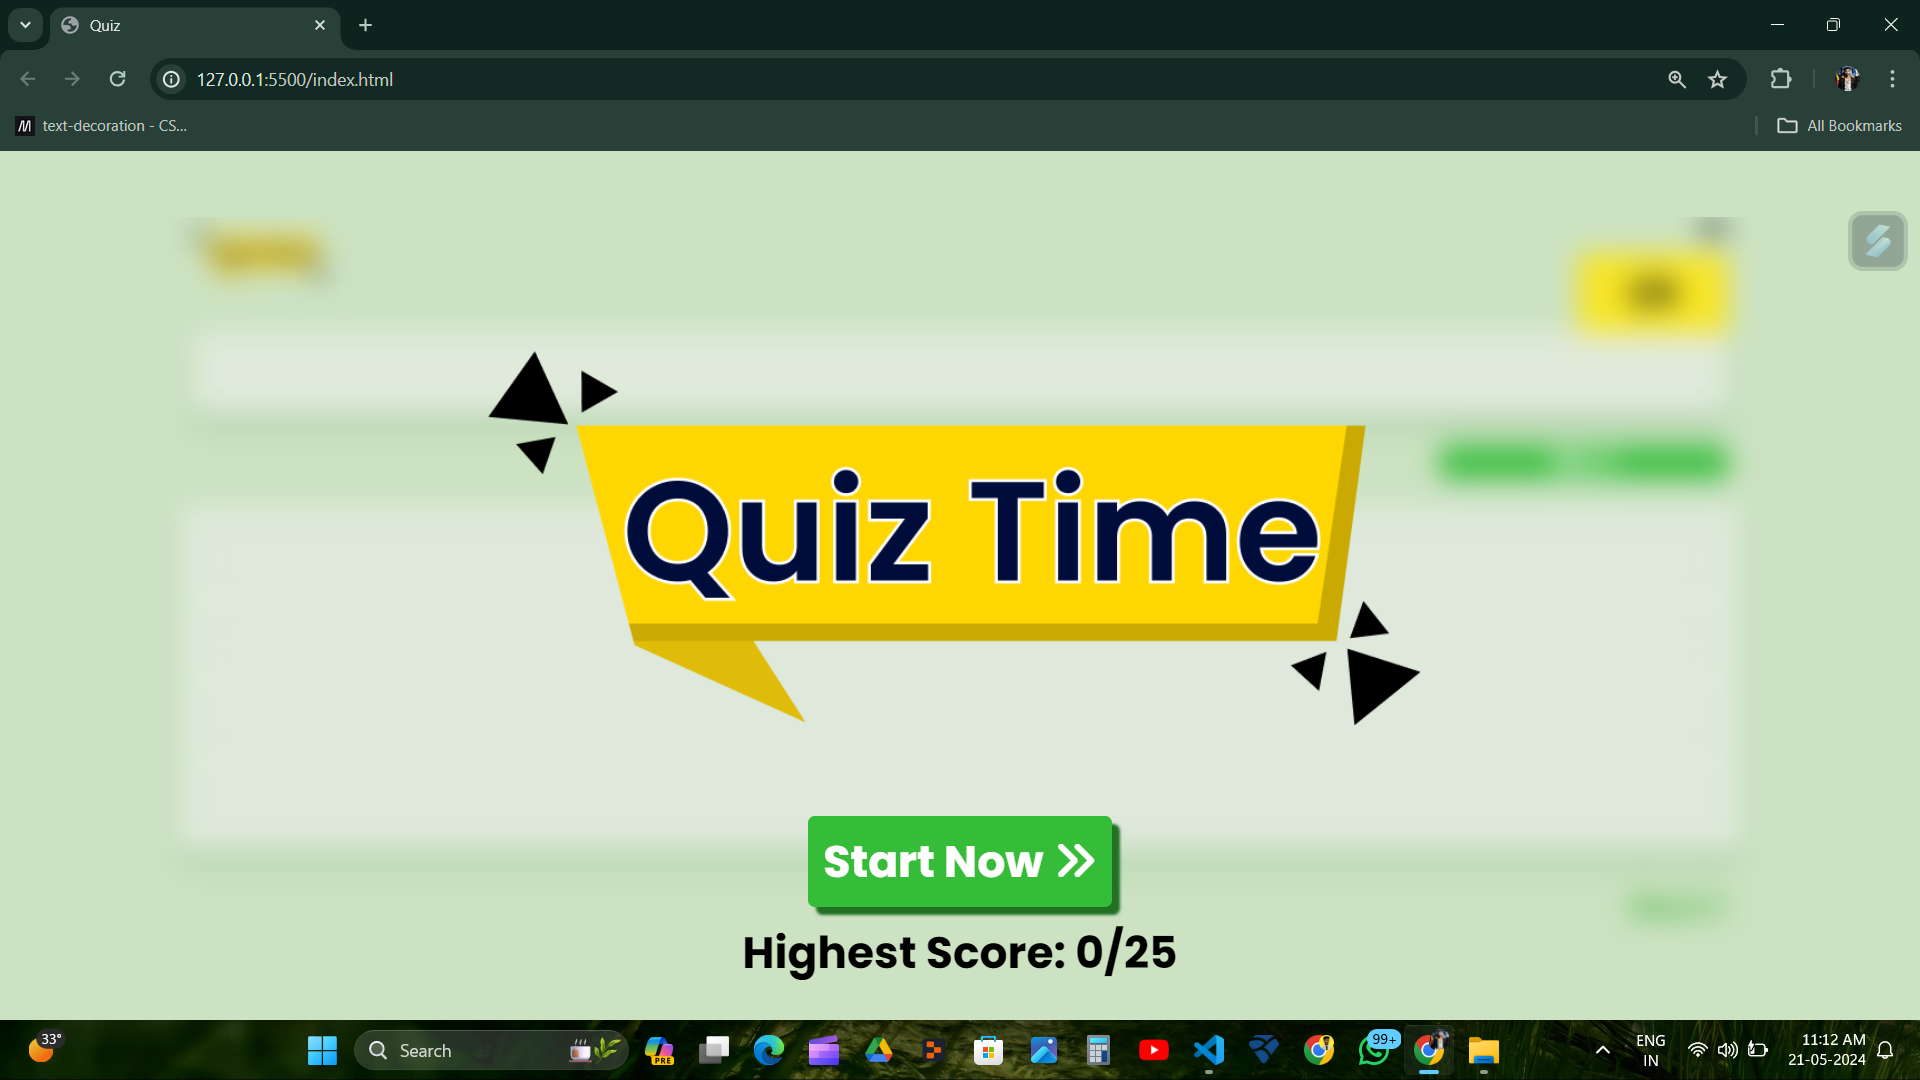 Quiz
127.0.0.1:5500/index.html
text-decoration - CS...
All Bookmarks
Quiz Time
Start Now
Highest Score: 0/25
33°
Search
PRE
99+
ENG
IN
11:12 AM
21-05-2024